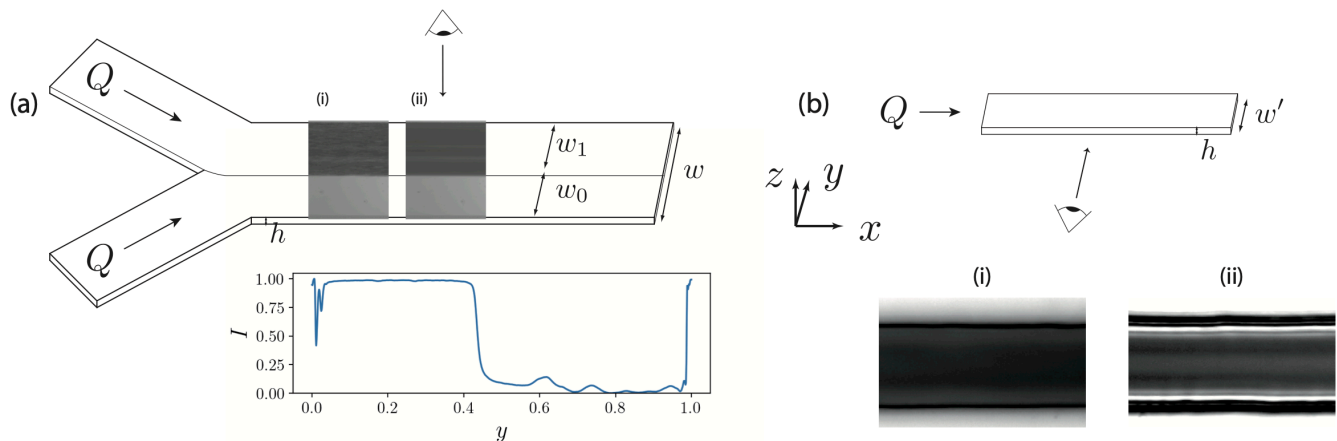 (a)
Q
Q
(i)
(ii)
w₁
w₀
w
h
1.00
0.75
0.50
0.25
0.00
I
0.0
0.2
0.4
0.6
0.8
1.0
y
(b)
Q
w′
h
z
y
x
(i)
(ii)